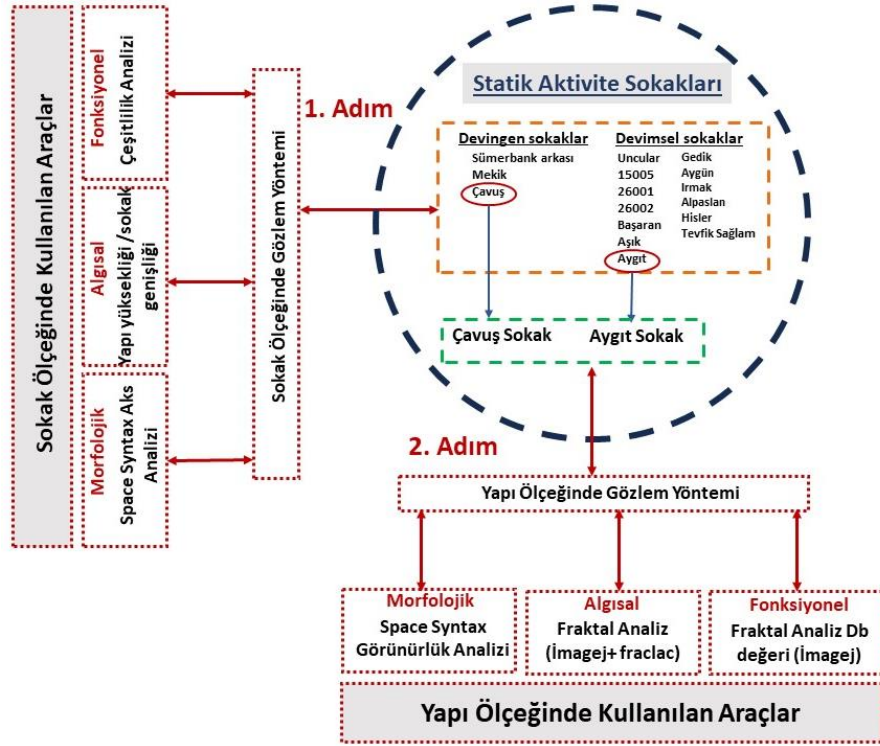 Sokak Ölçeğinde Kullanılan Araçlar
Fonksiyonel
Çeşitlilik Analizi
Algısal
Yapı yüksekliği /sokak
genişliği
Morfolojik
Space Syntax Aks
Analizi
Sokak Ölçeğinde Gözlem Yöntemi
1. Adım
Statik Aktivite Sokakları
Devingen sokaklar
Sümerbank arkası
Mekik
Çavuş
Devimsel sokaklar
Uncular
15005
26001
26002
Başaran
Aşık
Aygıt
Gedik
Aygün
Irmak
Alpaslan
Hisler
Tevfik Sağlam
Çavuş Sokak
Aygıt Sokak
2. Adım
Yapı Ölçeğinde Gözlem Yöntemi
Morfolojik
Space Syntax
Görünürlük Analizi
Algısal
Fraktal Analiz
(İmagej+ fraclac)
Fonksiyonel
Fraktal Analiz Db
değeri (İmagej)
Yapı Ölçeğinde Kullanılan Araçlar